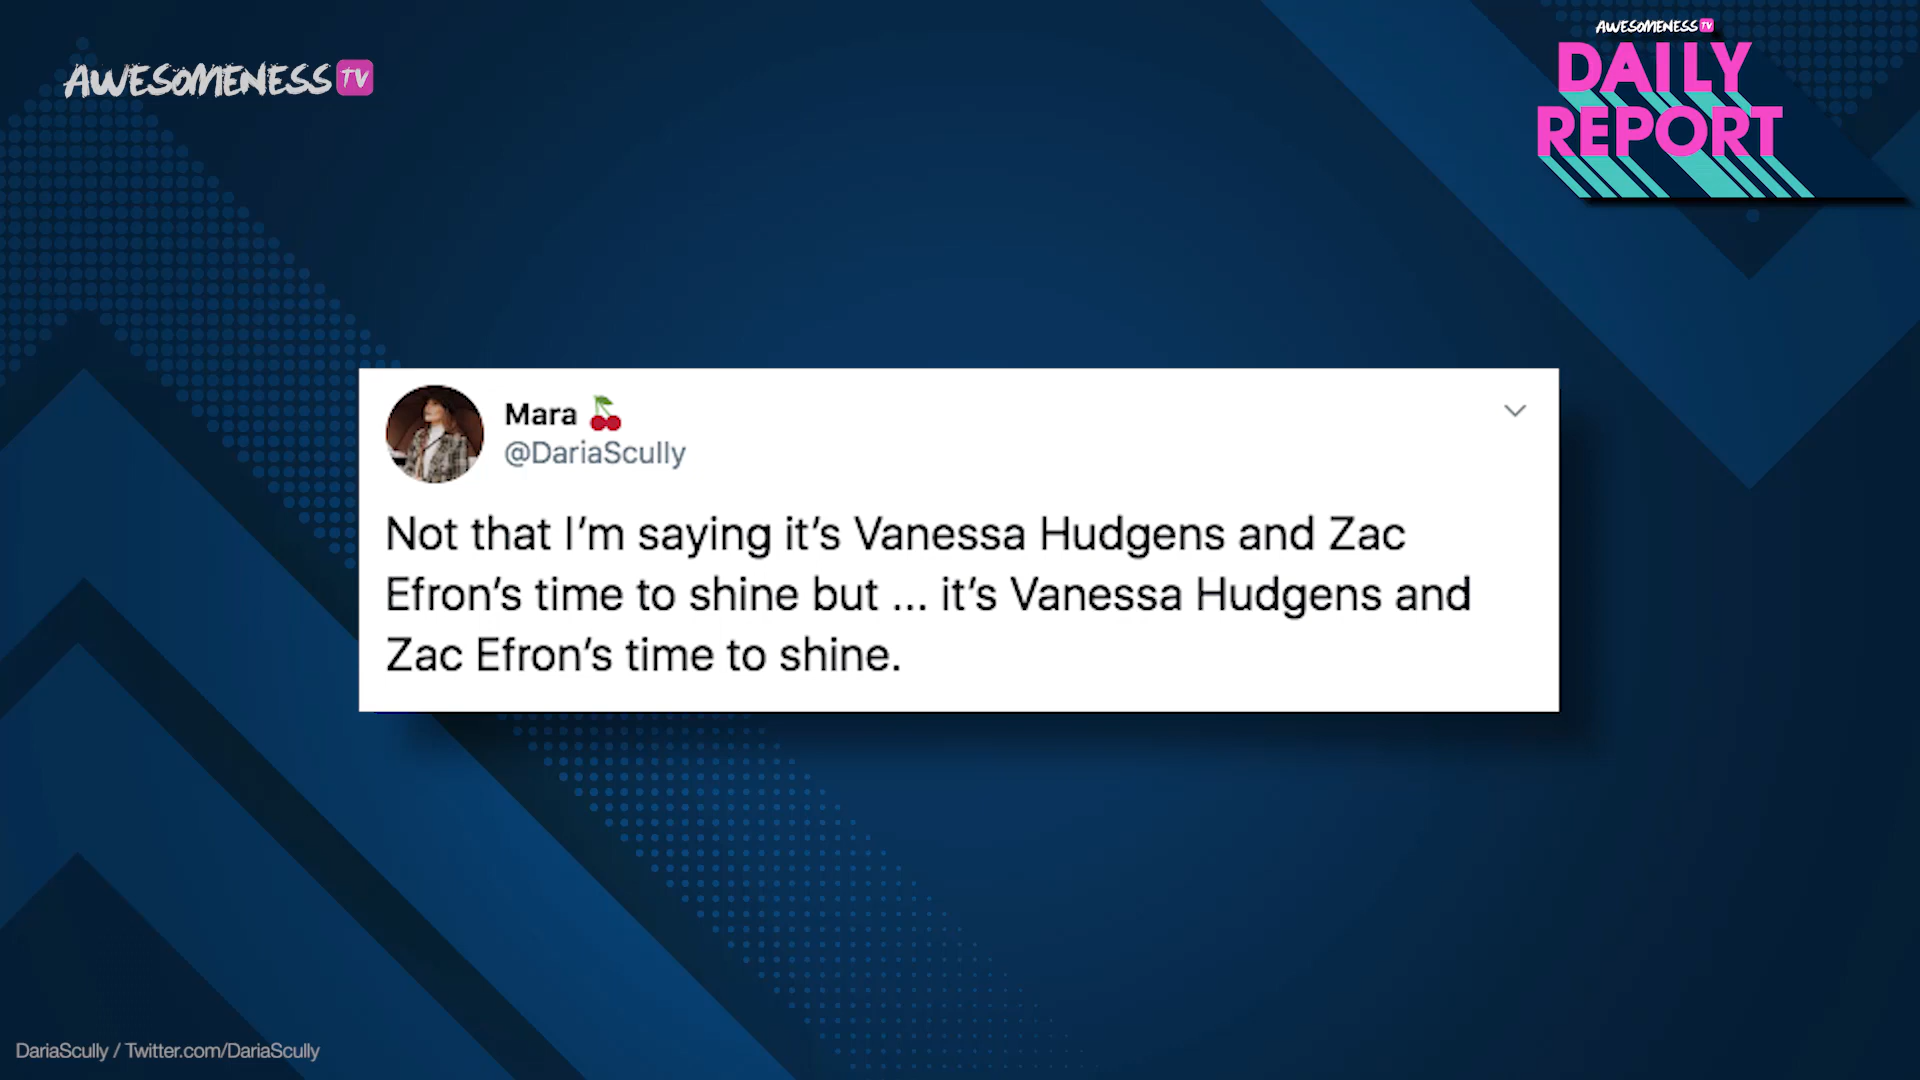 AWESOMENESS TV
AWESOMENESS TV
DAILY
REPORT
Mara 🍒
@DariaScully
Not that I’m saying it’s Vanessa Hudgens and Zac
Efron’s time to shine but ... it’s Vanessa Hudgens and
Zac Efron’s time to shine.
DariaScully / Twitter.com/DariaScully